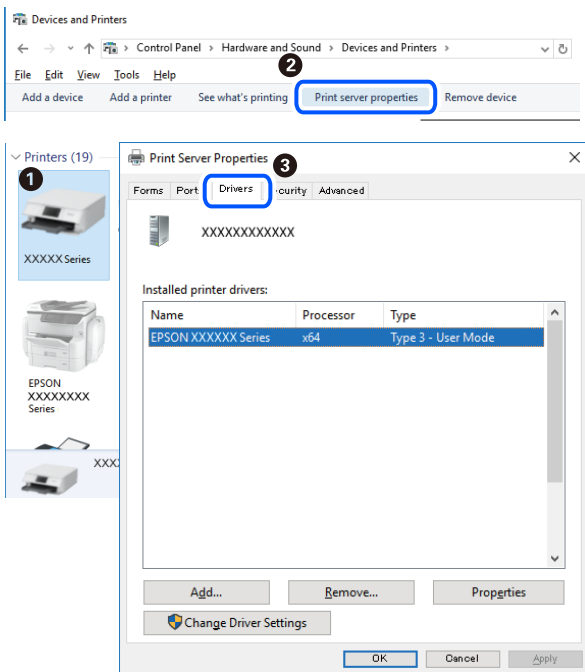 Devices and Printers
Control Panel > Hardware and Sound > Devices and Printers >
2
File Edit View Tools Help
Add a device Add a printer See what's printing Print server properties Remove device
Printers (19)
1
XXXXX Series
EPSON
XXXXXXXX
Series
XXX
Print Server Properties
3
Forms Port Drivers curity Advanced
XXXXXXXXXXXX
Installed printer drivers:
Name Processor Type
EPSON XXXXXX Series x64 Type 3 - User Mode
Add... Remove... Properties
Change Driver Settings
OK Cancel Apply